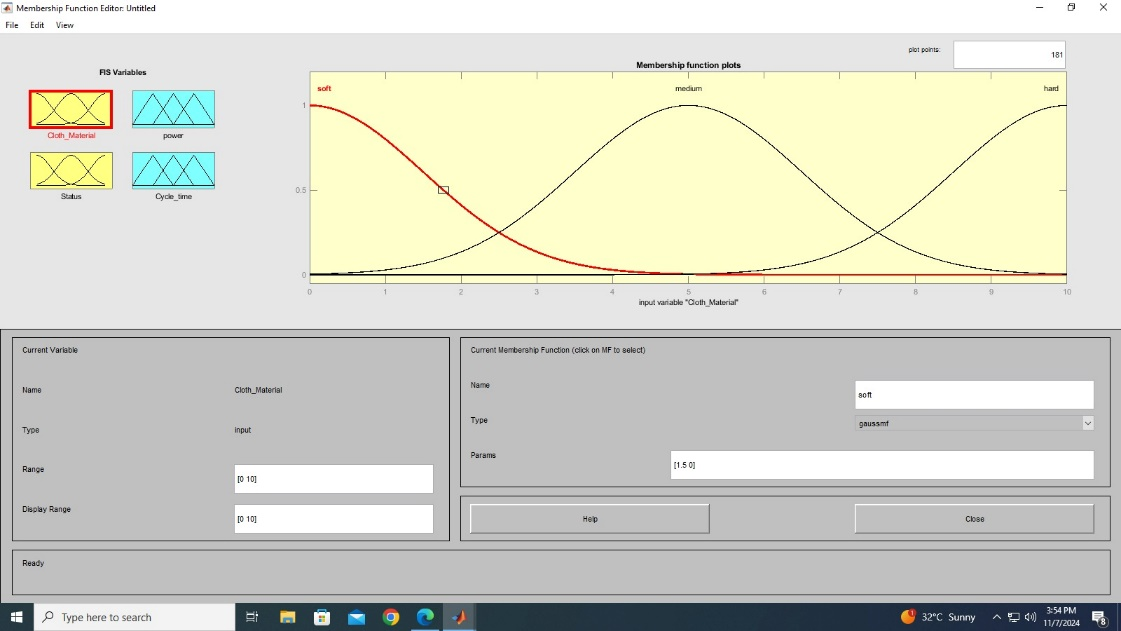 Membership Function Editor: Untitled
File Edit View
plot points: 181
FIS Variables
Membership function plots
soft medium hard
Cloth_Material power
Status Cycle_time
1
0.5
0
0 1 2 3 4 5 6 7 8 9 10
input variable "Cloth_Material"
Current Variable
Name Cloth_Material
Type input
Range [0 10]
Display Range [0 10]
Current Membership Function (click on MF to select)
Name soft
Type gaussmf
Params [1.5 0]
Help Close
Ready
Type here to search
1
32°C Sunny
3:54 PM
11/7/2024
8